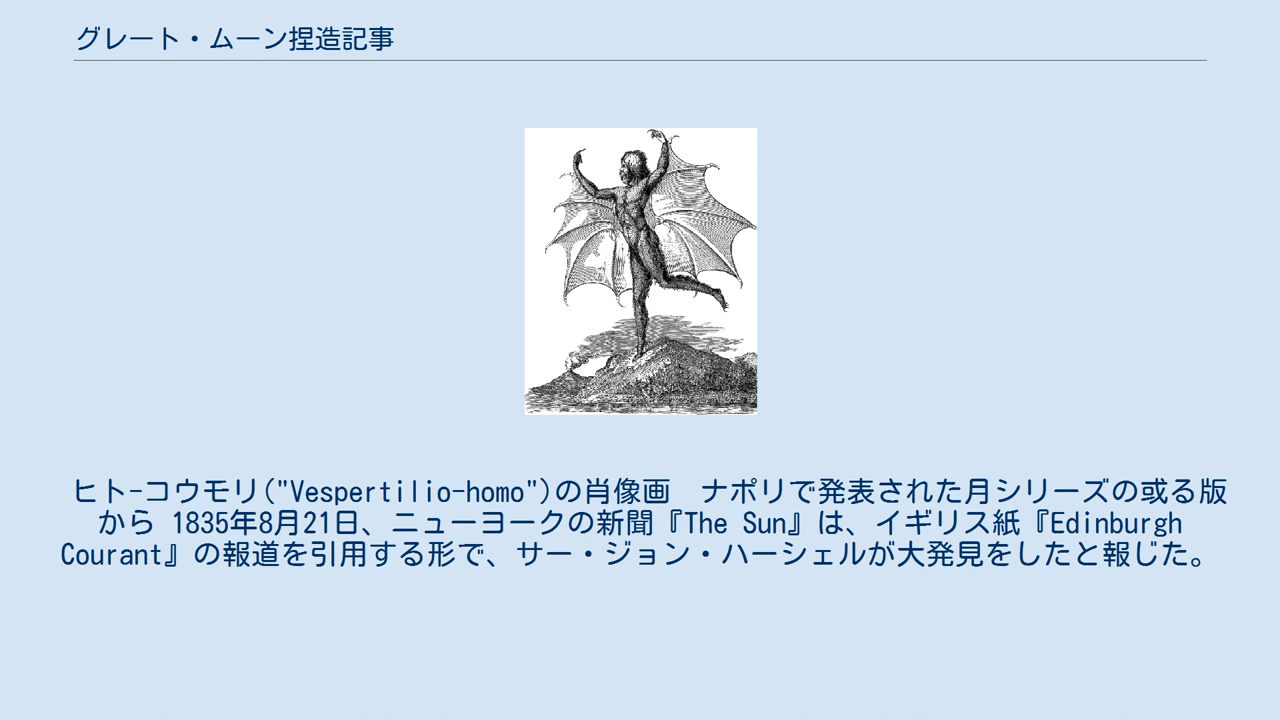 グレート・ムーン捏造記事
ヒト-コウモリ("Vespertilio-homo")の肖像画　ナポリで発表された月シリーズの或る版
から 1835年8月21日、ニューヨークの新聞『The Sun』は、イギリス紙『Edinburgh
Courant』の報道を引用する形で、サー・ジョン・ハーシェルが大発見をしたと報じた。